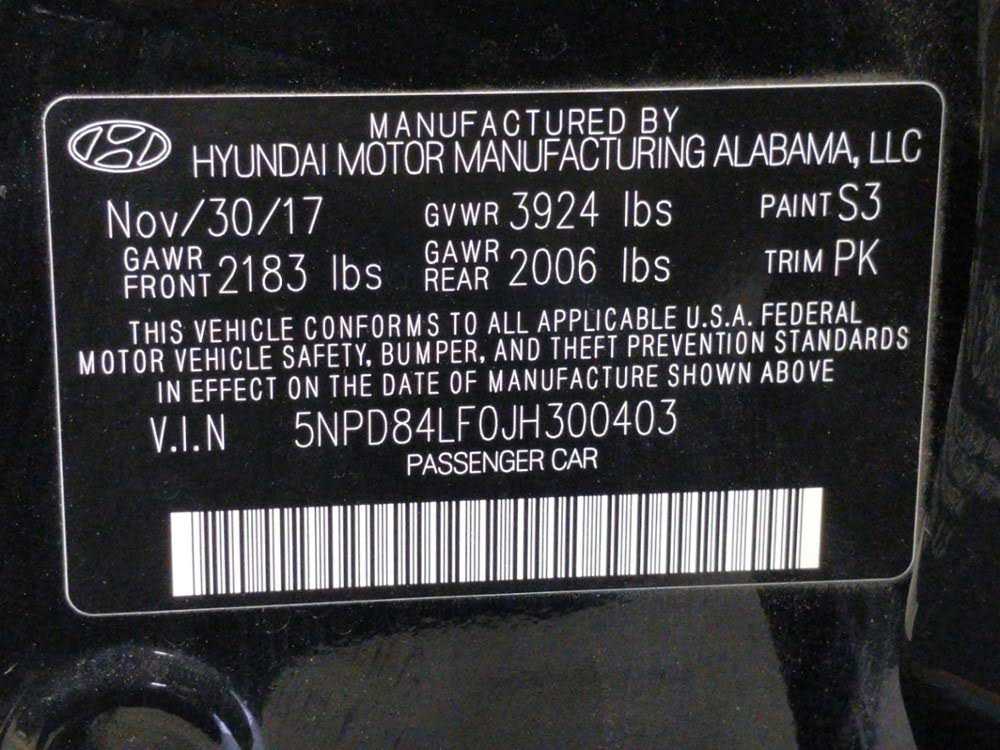 MANUFACTURED BY
HYUNDAI MOTOR MANUFACTURING ALABAMA, LLC
Nov/30/17 GVWR 3924 lbs PAINT S3
GAWR FRONT 2183 lbs GAWR REAR 2006 lbs TRIM PK
THIS VEHICLE CONFORMS TO ALL APPLICABLE U.S.A. FEDERAL
MOTOR VEHICLE SAFETY, BUMPER, AND THEFT PREVENTION STANDARDS
IN EFFECT ON THE DATE OF MANUFACTURE SHOWN ABOVE
V.I.N 5NPD84LF0JH300403
PASSENGER CAR